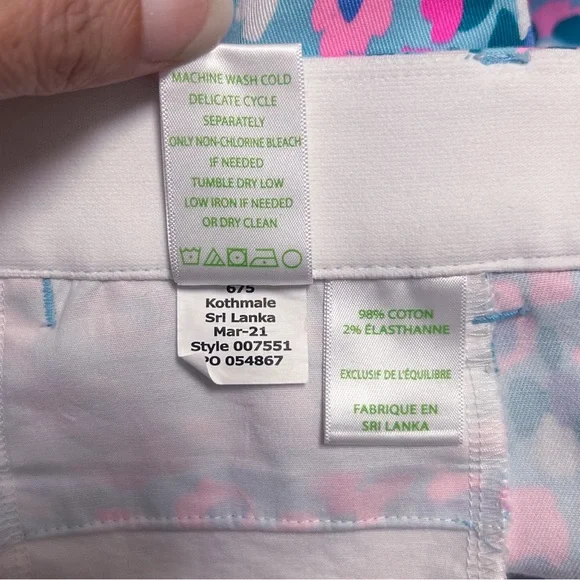 MACHINE WASH COLD
DELICATE CYCLE
SEPARATELY
ONLY NON-CHLORINE BLEACH
IF NEEDED
TUMBLE DRY LOW
LOW IRON IF NEEDED
OR DRY CLEAN
675
Kothmale
Sri Lanka
Mar-21
Style 007551
PO 054867
98% COTON
2% ÉLASTHANNE
EXCLUSIF DE L'ÉQUILIBRE
FABRIQUE EN
SRI LANKA